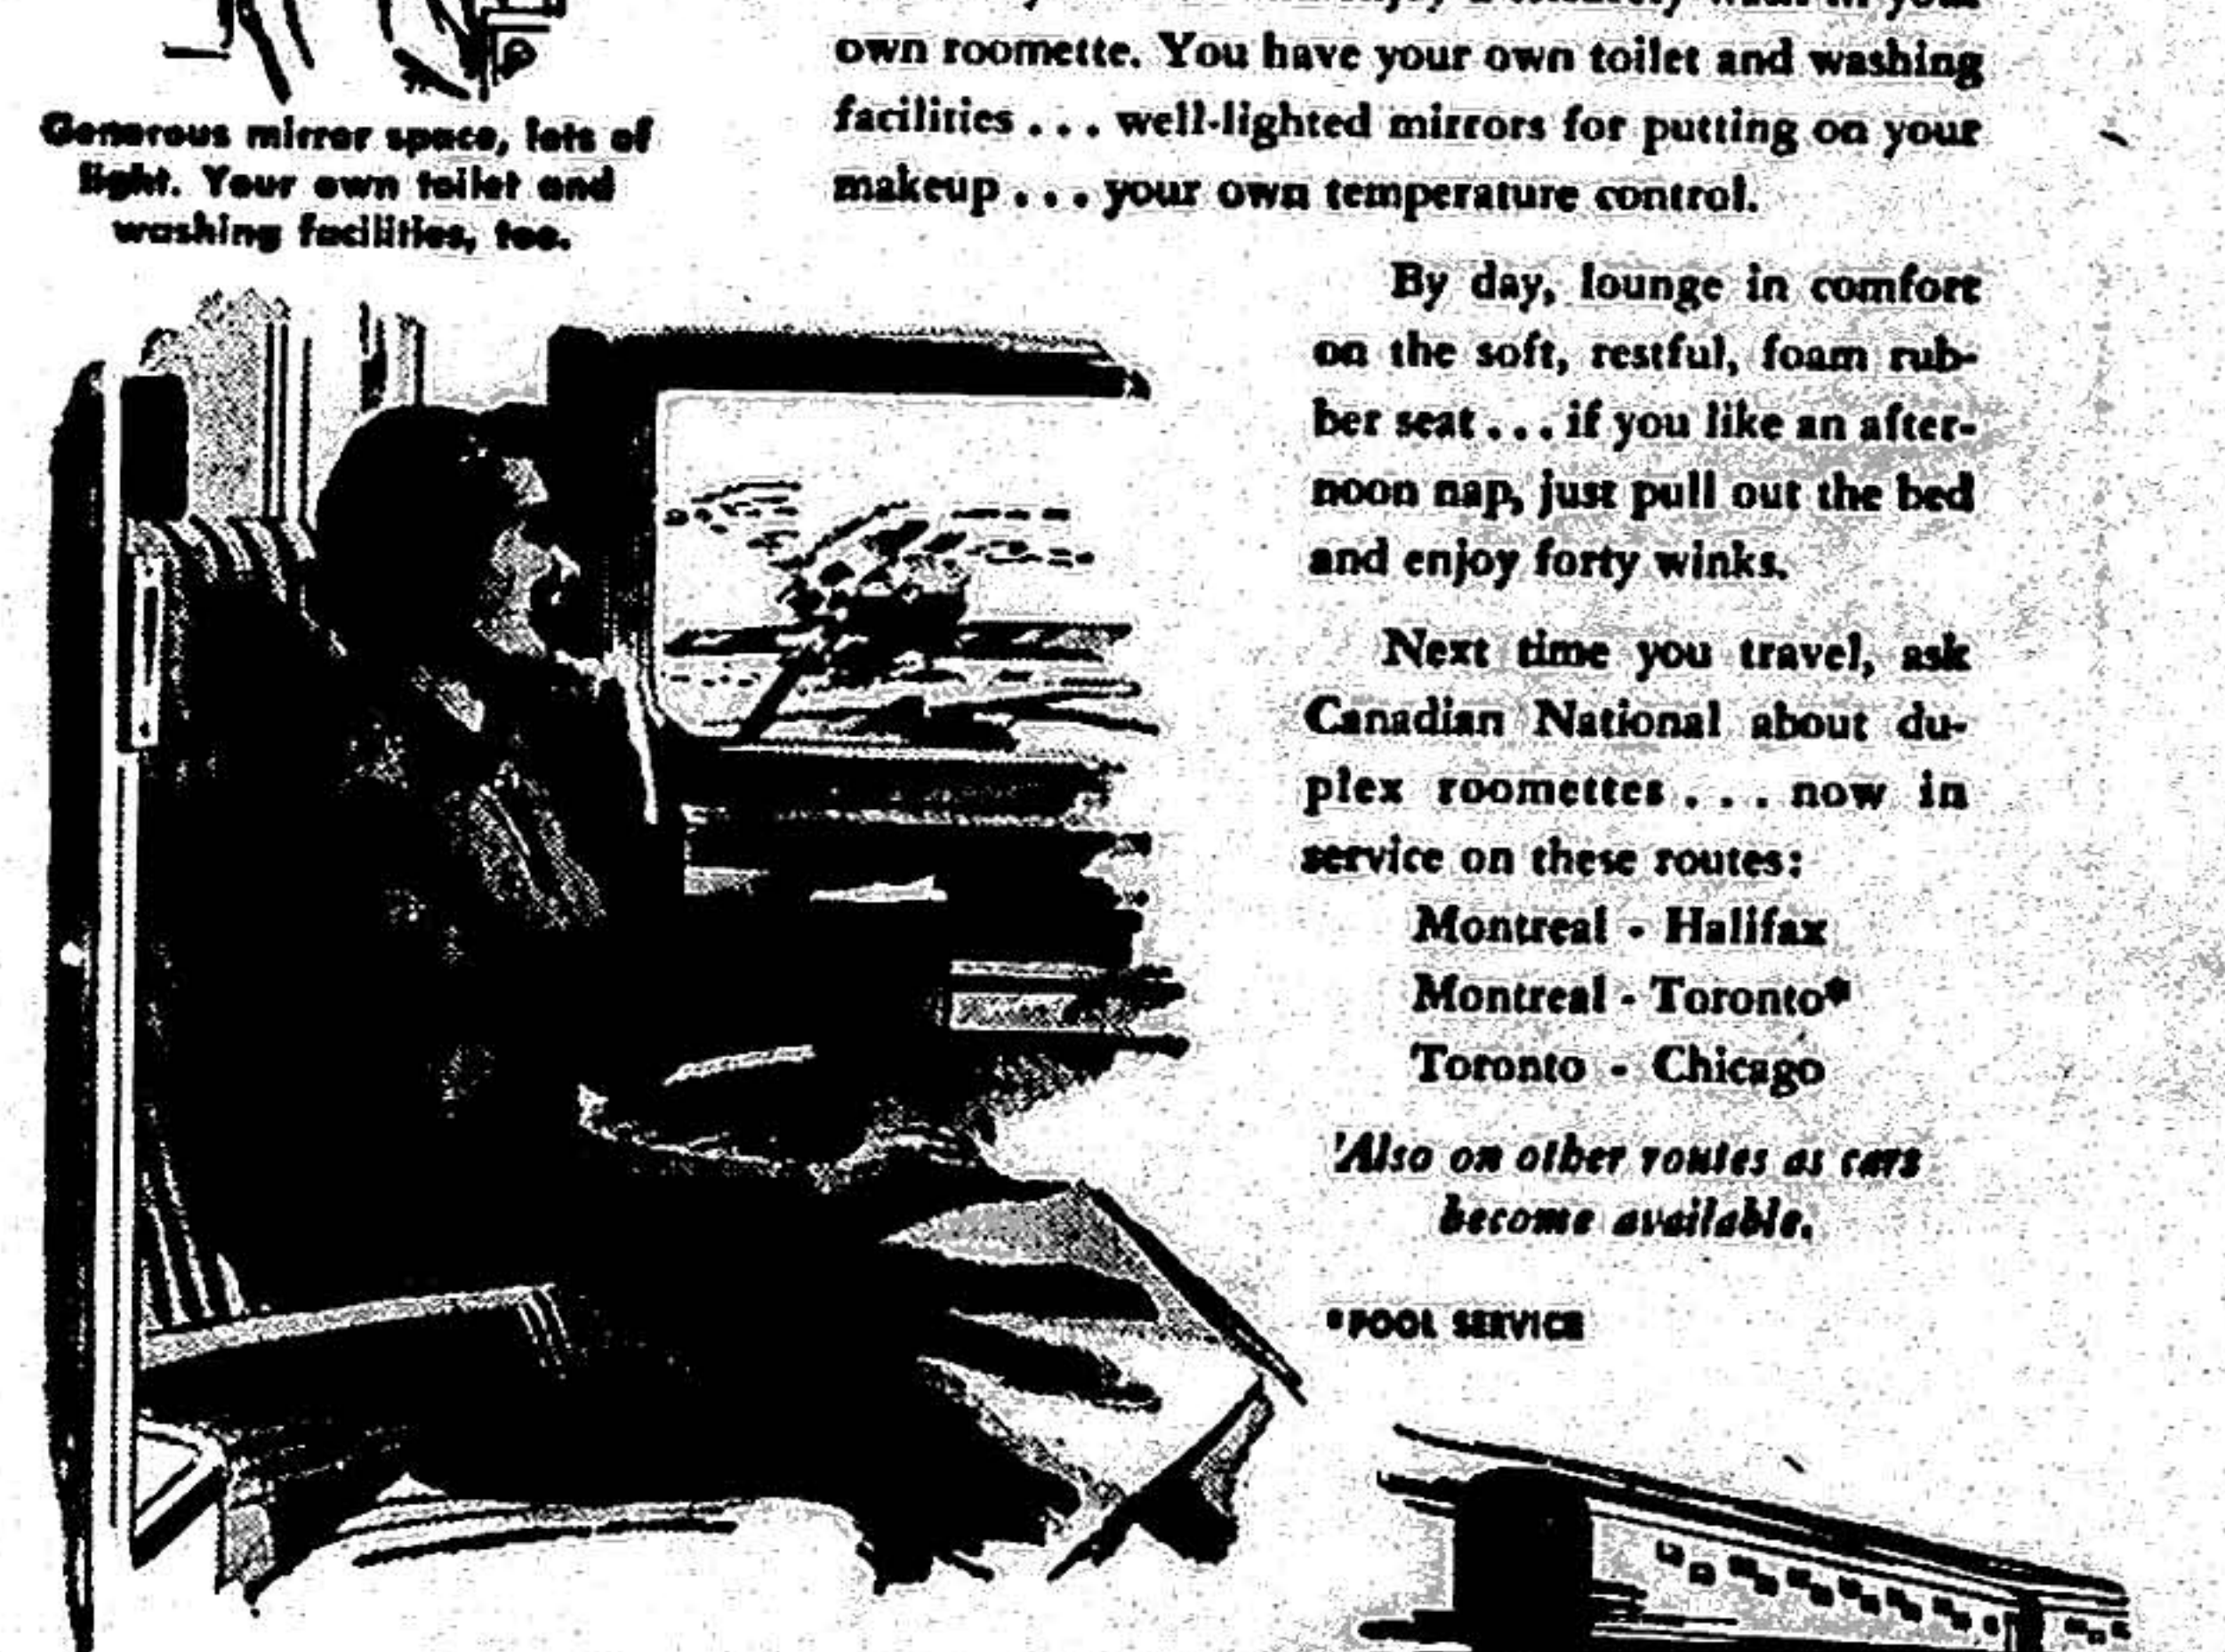 Generous mirror space, lots of
light. Your own toilet and
washing facilities, too.
own roomette. You have your own toilet and washing
facilities . . . well-lighted mirrors for putting on your
makeup . . . your own temperature control.
By day, lounge in comfort
on the soft, restful, foam rub-
ber seat . . . if you like an after-
noon nap, just pull out the bed
and enjoy forty winks.
Next time you travel, ask
Canadian National about du-
plex roomettes . . . now in
service on these routes:
Montreal - Halifax
Montreal - Toronto*
Toronto - Chicago
'Also on other routes as cars
become available.
*POOL SERVICE